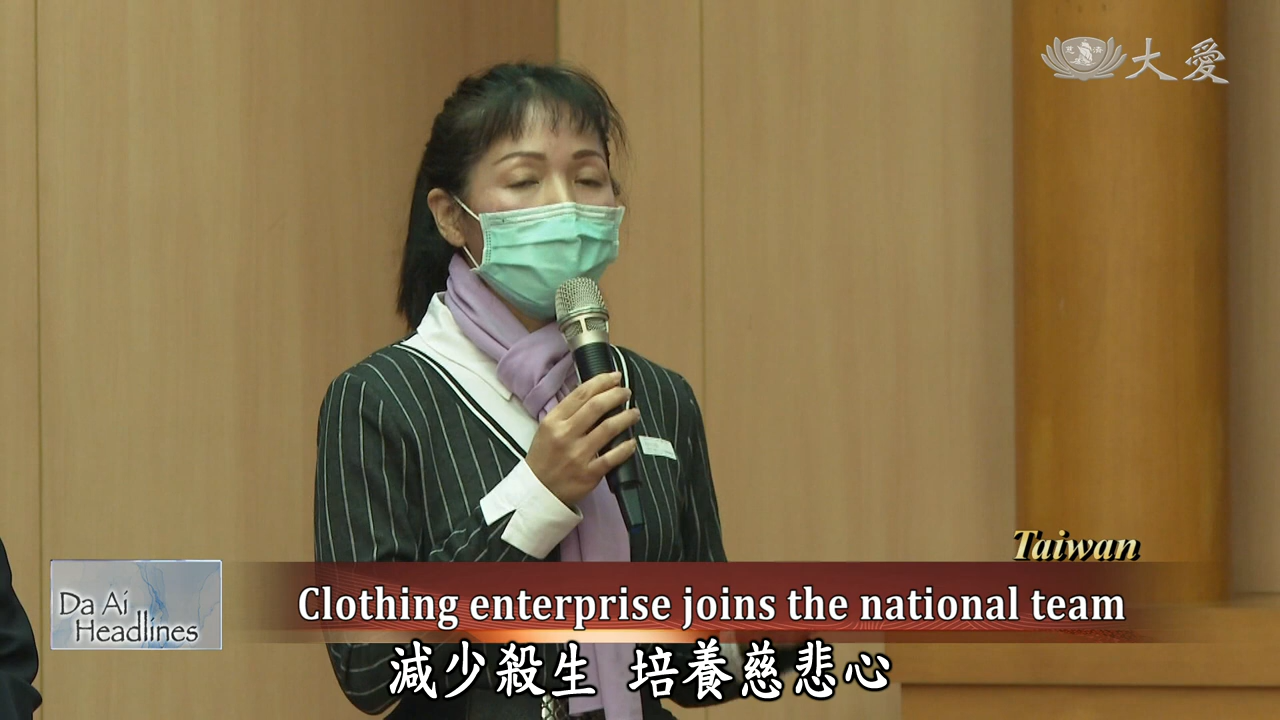 大愛
Taiwan
Da Ai
Headlines
Clothing enterprise joins the national team
減少殺生 培養慈悲心